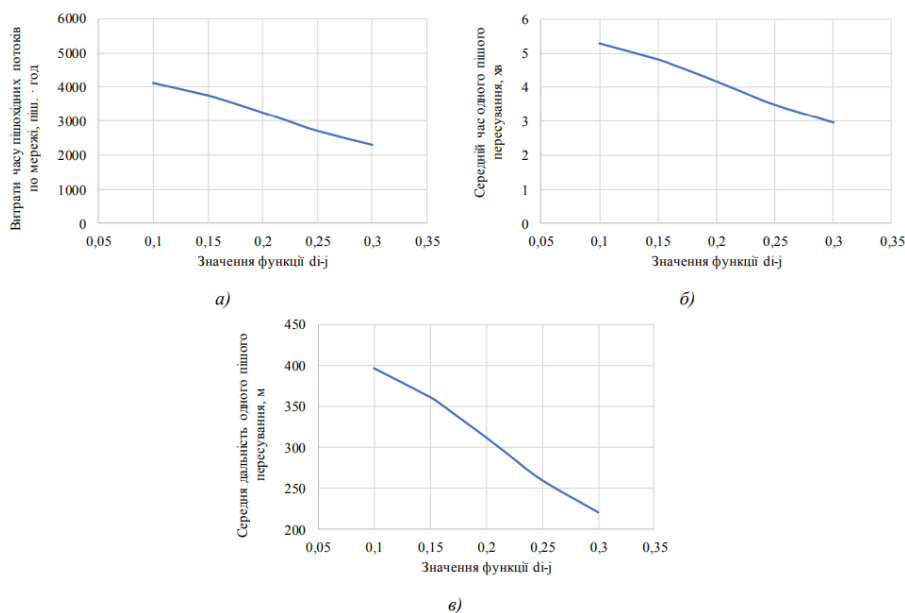 Витрати часу пішохідних потоків
по мережі, піш. · год
6000
5000
4000
3000
2000
1000
0
0,05 0,1 0,15 0,2 0,25 0,3 0,35
Значення функції di-j
а)
Середній час одного пішого
пересування, хв
6
5
4
3
2
1
0
0,05 0,1 0,15 0,2 0,25 0,3 0,35
Значення функції di-j
б)
Середня дальність одного пішого
пересування, м
450
400
350
300
250
200
0,05 0,1 0,15 0,2 0,25 0,3 0,35
Значення функції di-j
в)